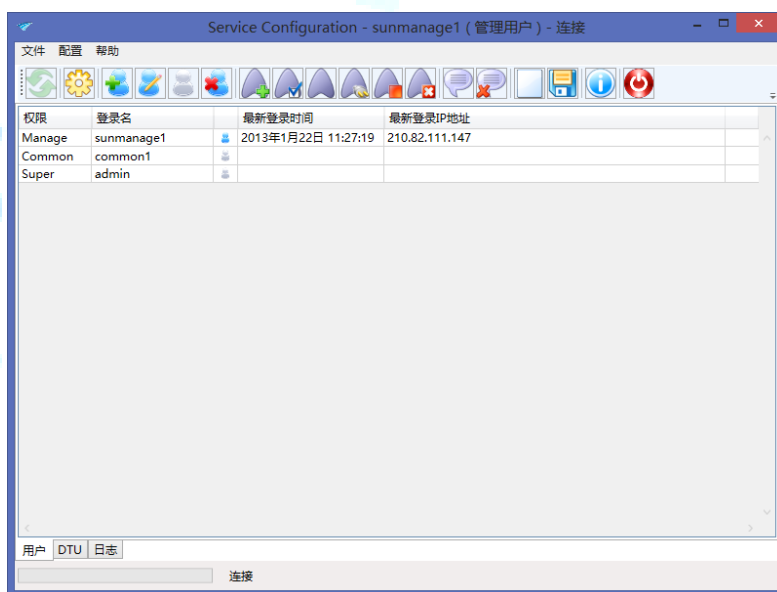 Service Configuration - sunmanage1 ( 管理用户 ) - 连接
文件 配置 帮助
权限 登录名 最新登录时间 最新登录IP地址
Manage sunmanage1 2013年1月22日 11:27:19 210.82.111.147
Common common1
Super admin
用户 DTU 日志
连接